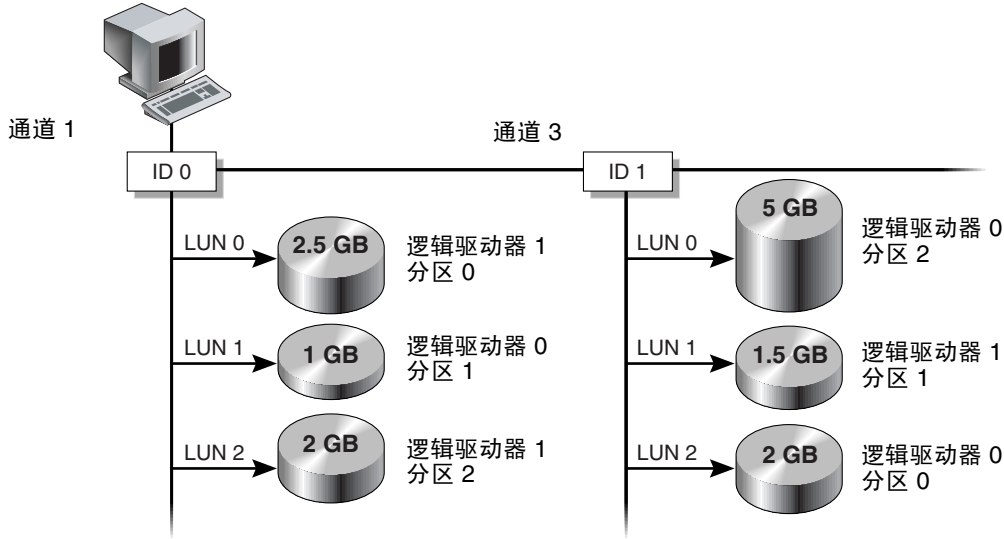 通道 1
通道 3
ID 0
ID 1
LUN 0
2.5 GB
逻辑驱动器 1
分区 0
LUN 1
1 GB
逻辑驱动器 0
分区 1
LUN 2
2 GB
逻辑驱动器 1
分区 2
LUN 0
5 GB
逻辑驱动器 0
分区 2
LUN 1
1.5 GB
逻辑驱动器 1
分区 1
LUN 2
2 GB
逻辑驱动器 0
分区 0